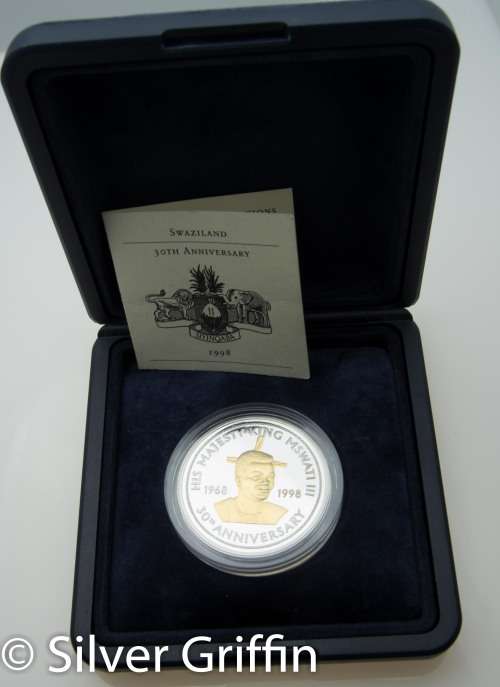 SWAZILAND
30TH ANNIVERSARY
SIYINQABA
1998
HIS MAJESTY KING MSWATI III
1968 1998
30TH ANNIVERSARY
© Silver Griffin